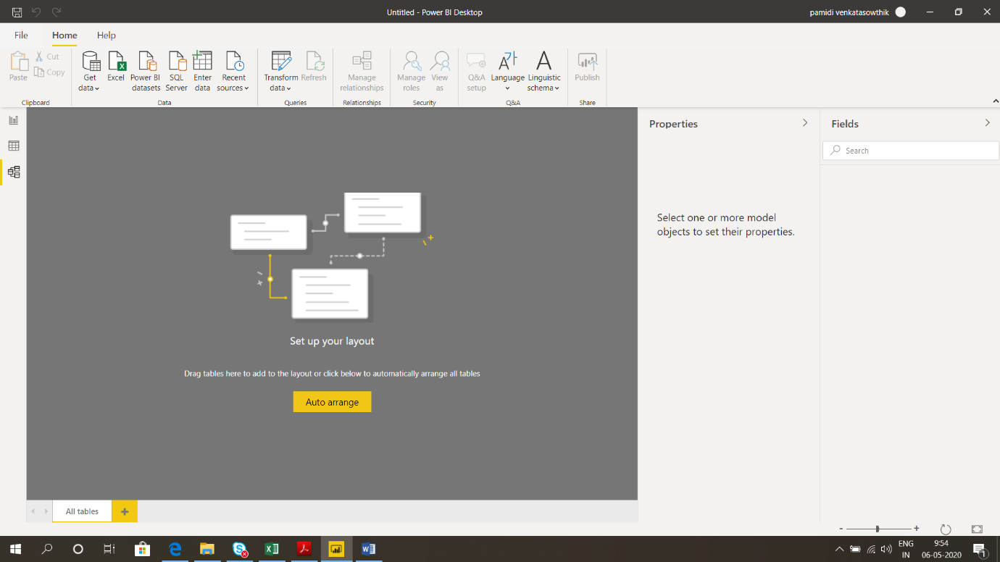 Untitled - Power BI Desktop
pamidi venkatasowthik
File Home Help
Paste
Cut
Copy
Clipboard
Get data
Excel
Power BI datasets
SQL Server
Enter data
Recent sources
Data
Transform data
Refresh
Queries
Manage relationships
Relationships
Manage roles
View as
Security
Q&A setup
Language
Linguistic schema
Q&A
Publish
Share
Properties
Select one or more model
objects to set their properties.
Fields
Search
Set up your layout
Drag tables here to add to the layout or click below to automatically arrange all tables
Auto arrange
All tables
ENG
IN
9:54
06-05-2020
1